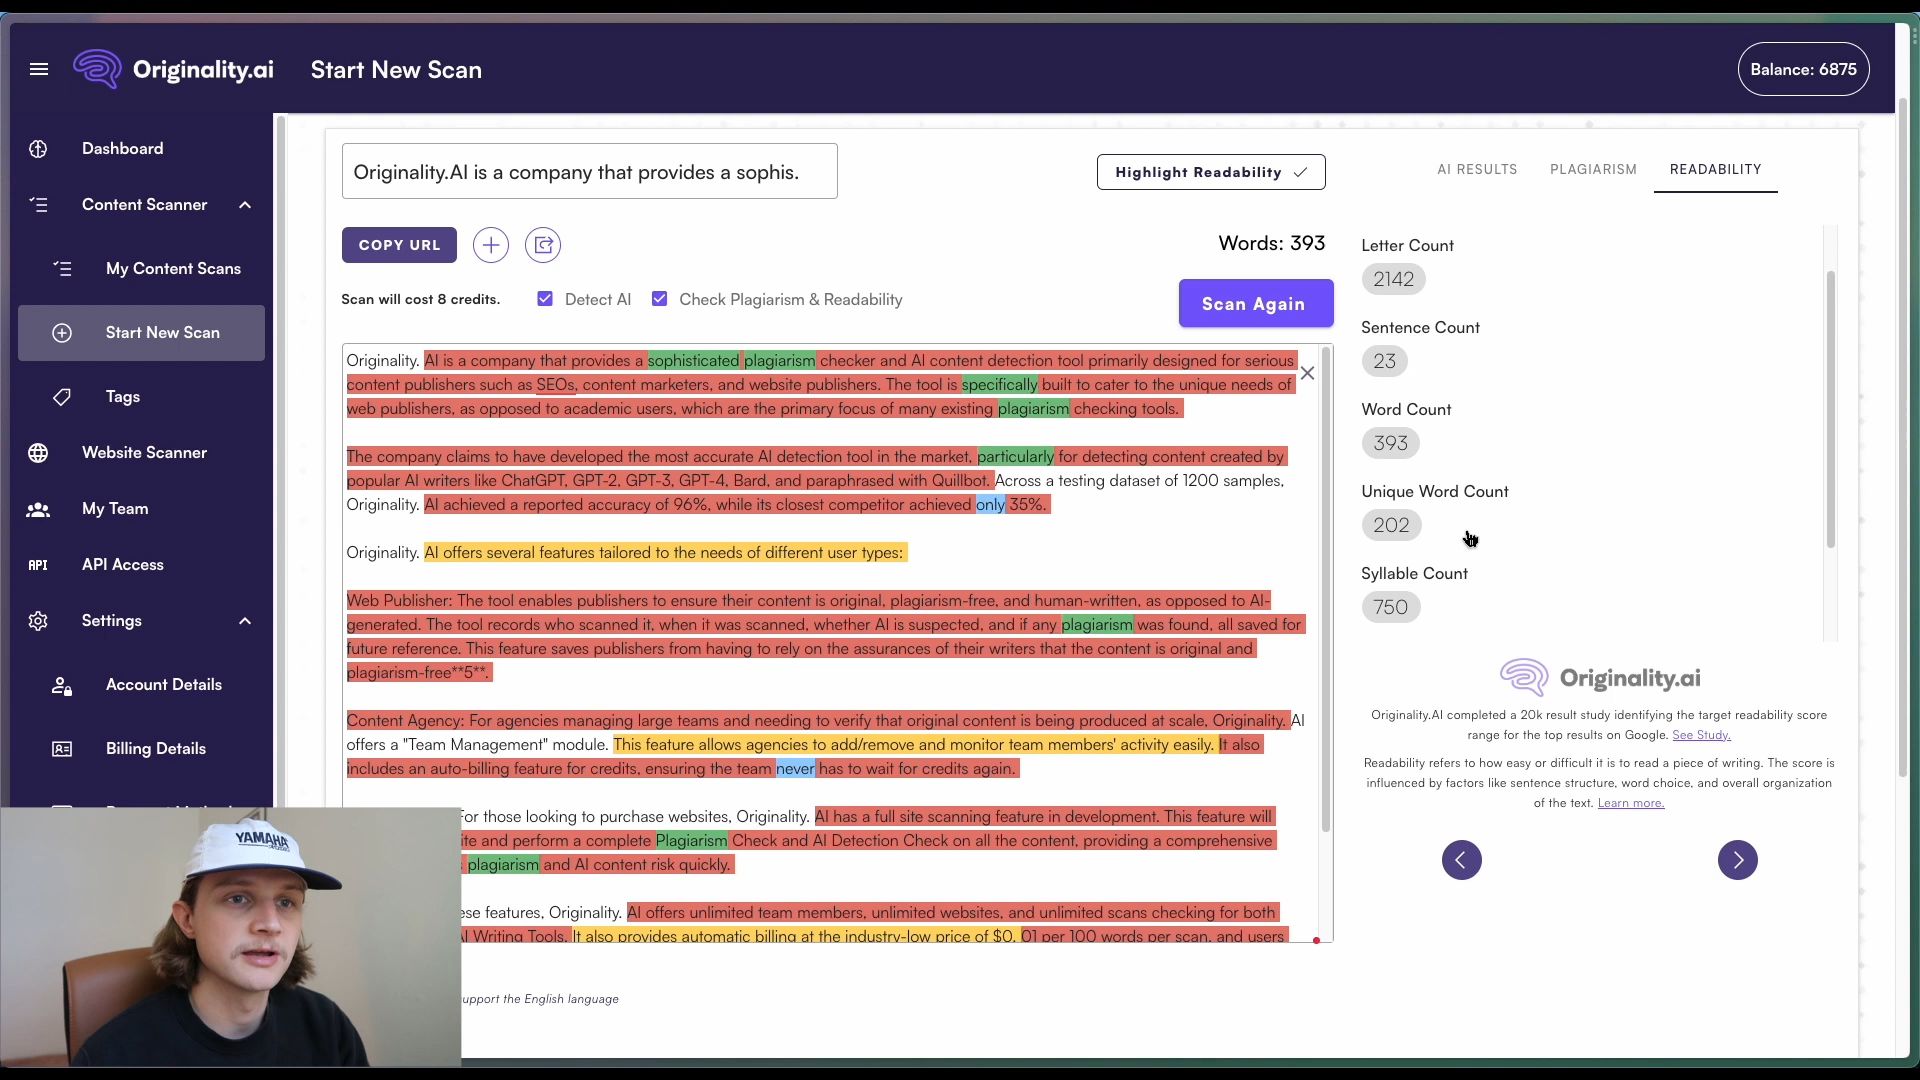 Originality.ai
Start New Scan
Balance: 6875
Dashboard
Content Scanner
My Content Scans
Start New Scan
Tags
Website Scanner
My Team
API
API Access
Settings
Account Details
Billing Details
Originality.AI is a company that provides a sophis.
Highlight Readability
COPY URL
Words: 393
Scan will cost 8 credits.
Detect AI
Check Plagiarism & Readability
Scan Again
Originality. AI is a company that provides a sophisticated plagiarism checker and AI content detection tool primarily designed for serious
content publishers such as SEOs, content marketers, and website publishers. The tool is specifically built to cater to the unique needs of
web publishers, as opposed to academic users, which are the primary focus of many existing plagiarism checking tools.
The company claims to have developed the most accurate AI detection tool in the market, particularly for detecting content created by
popular AI writers like ChatGPT, GPT-2, GPT-3, GPT-4, Bard, and paraphrased with Quillbot. Across a testing dataset of 1200 samples,
Originality. AI achieved a reported accuracy of 96%, while its closest competitor achieved only 35%.
Originality. AI offers several features tailored to the needs of different user types:
Web Publisher: The tool enables publishers to ensure their content is original, plagiarism-free, and human-written, as opposed to AI-
generated. The tool records who scanned it, when it was scanned, whether AI is suspected, and if any plagiarism was found, all saved for
future reference. This feature saves publishers from having to rely on the assurances of their writers that the content is original and
plagiarism-free**5**.
Content Agency: For agencies managing large teams and needing to verify that original content is being produced at scale, Originality. AI
offers a "Team Management" module. This feature allows agencies to add/remove and monitor team members' activity easily. It also
includes an auto-billing feature for credits, ensuring the team never has to wait for credits again.
For those looking to purchase websites, Originality. AI has a full site scanning feature in development. This feature will
ite and perform a complete Plagiarism Check and AI Detection Check on all the content, providing a comprehensive
plagiarism and AI content risk quickly.
ese features, Originality. AI offers unlimited team members, unlimited websites, and unlimited scans checking for both
AI Writing Tools. It also provides automatic billing at the industry-low price of $0. 01 per 100 words per scan, and users
upport the English language
AI RESULTS
PLAGIARISM
READABILITY
Letter Count
2142
Sentence Count
23
Word Count
393
Unique Word Count
202
Syllable Count
750
Originality.ai
Originality.AI completed a 20k result study identifying the target readability score
range for the top results on Google. See Study.
Readability refers to how easy or difficult it is to read a piece of writing. The score is
influenced by factors like sentence structure, word choice, and overall organization
of the text. Learn more.
YAMAHA